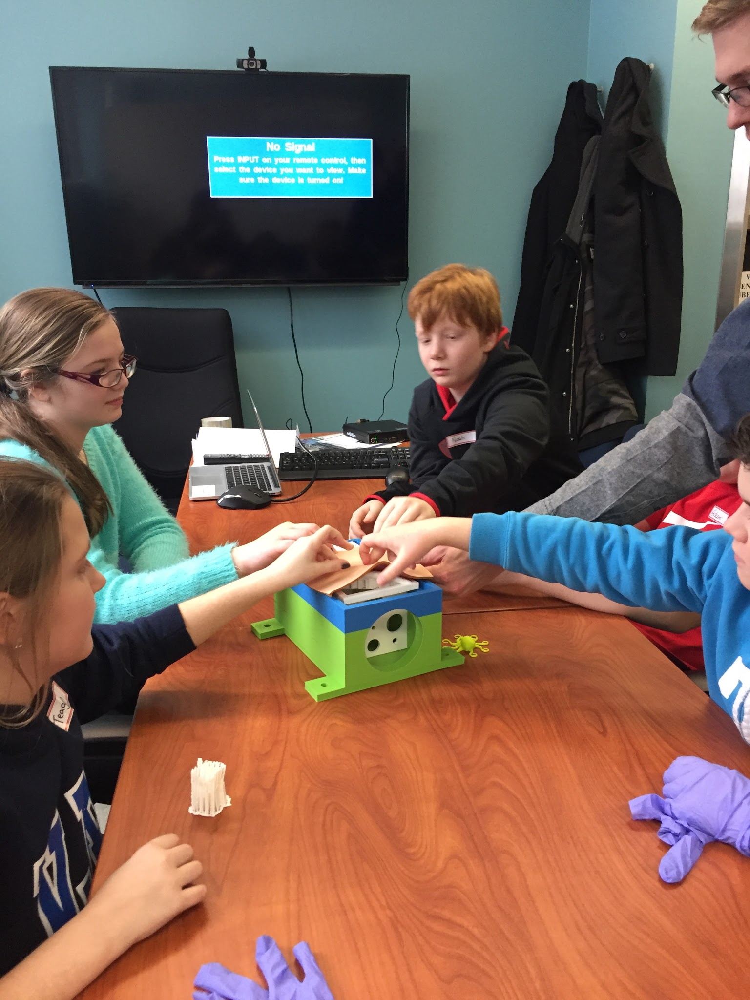 No Signal
Press INPUT on your remote control, then
select the device you want to view. Make
sure the device is turned on!
Noah
Lenovo